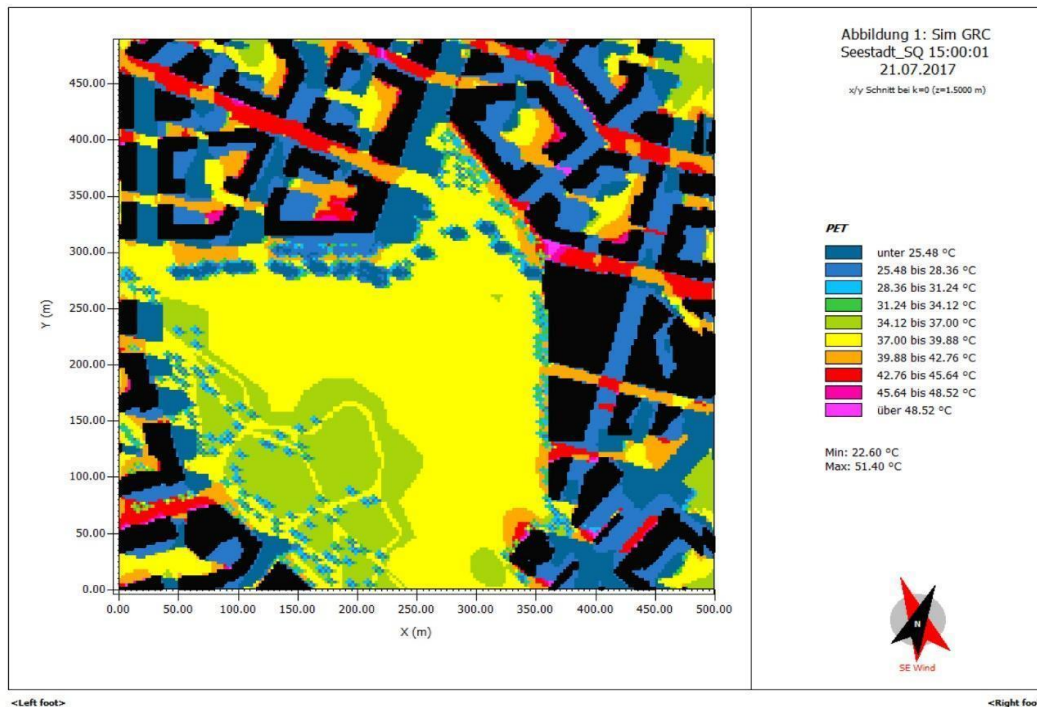 Abbildung 1: Sim GRC
Seestadt_SQ 15:00:01
21.07.2017
x/y Schnitt bei k=0 (z=1.5000 m)
450.00
400.00
350.00
300.00
250.00
200.00
150.00
100.00
50.00
0.00
Y (m)
0.00 50.00 100.00 150.00 200.00 250.00 300.00 350.00 400.00 450.00 500.00
X (m)
PET
unter 25.48 °C
25.48 bis 28.36 °C
28.36 bis 31.24 °C
31.24 bis 34.12 °C
34.12 bis 37.00 °C
37.00 bis 39.88 °C
39.88 bis 42.76 °C
42.76 bis 45.64 °C
45.64 bis 48.52 °C
über 48.52 °C
Min: 22.60 °C
Max: 51.40 °C
N
SE Wind
<Left foot>
<Right foo